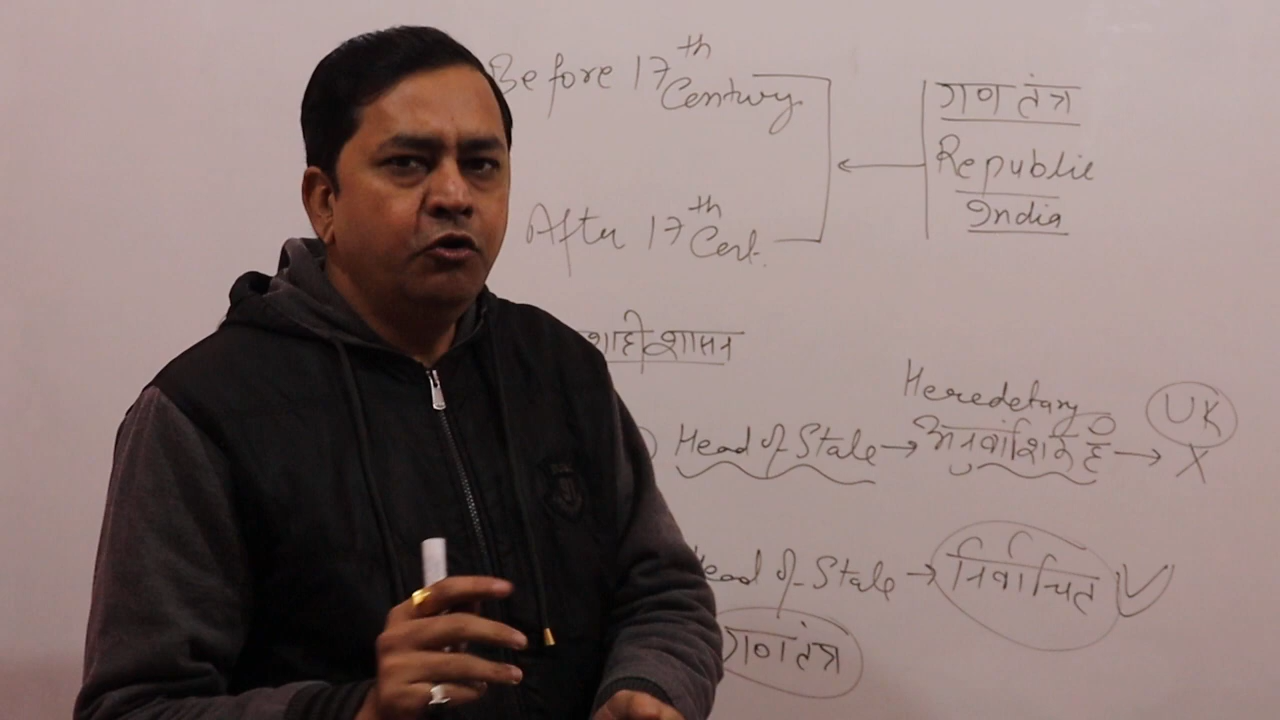 Before 17th Century
गणतंत्र
Republic
India
After 17th Cent.
शाही शासन
Heredetary
UK
Head of State → अनुवांशिक है → X
Head of State → निर्वाचित ✓
गणतंत्र